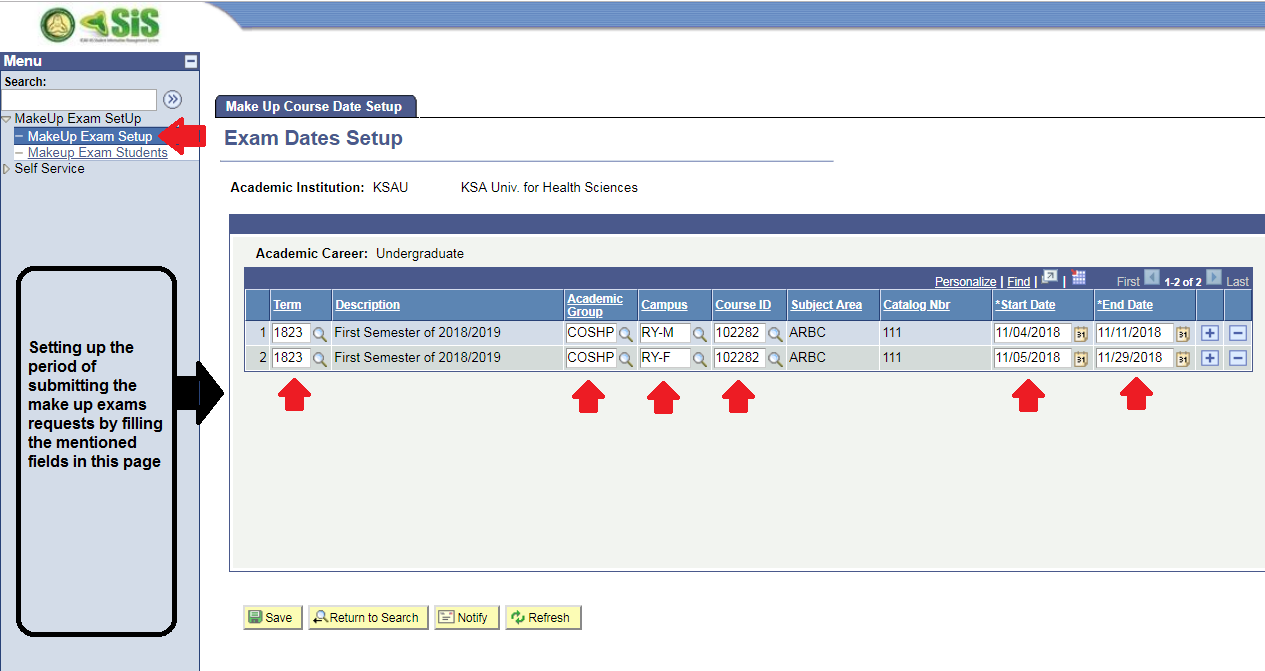 SiS
Menu
Search:
MakeUp Exam SetUp
MakeUp Exam Setup
Makeup Exam Students
Self Service
Setting up the
period of
submitting the
make up exams
requests by filling
the mentioned
fields in this page
Make Up Course Date Setup
Exam Dates Setup
Academic Institution: KSAU KSA Univ. for Health Sciences
Academic Career: Undergraduate
Personalize | Find | | First 1-2 of 2 Last
Term Description Academic Group Campus Course ID Subject Area Catalog Nbr *Start Date *End Date
1 1823 First Semester of 2018/2019 COSHP RY-M 102282 ARBC 111 11/04/2018 31 11/11/2018 31
2 1823 First Semester of 2018/2019 COSHP RY-F 102282 ARBC 111 11/05/2018 31 11/29/2018 31
Save Return to Search Notify Refresh